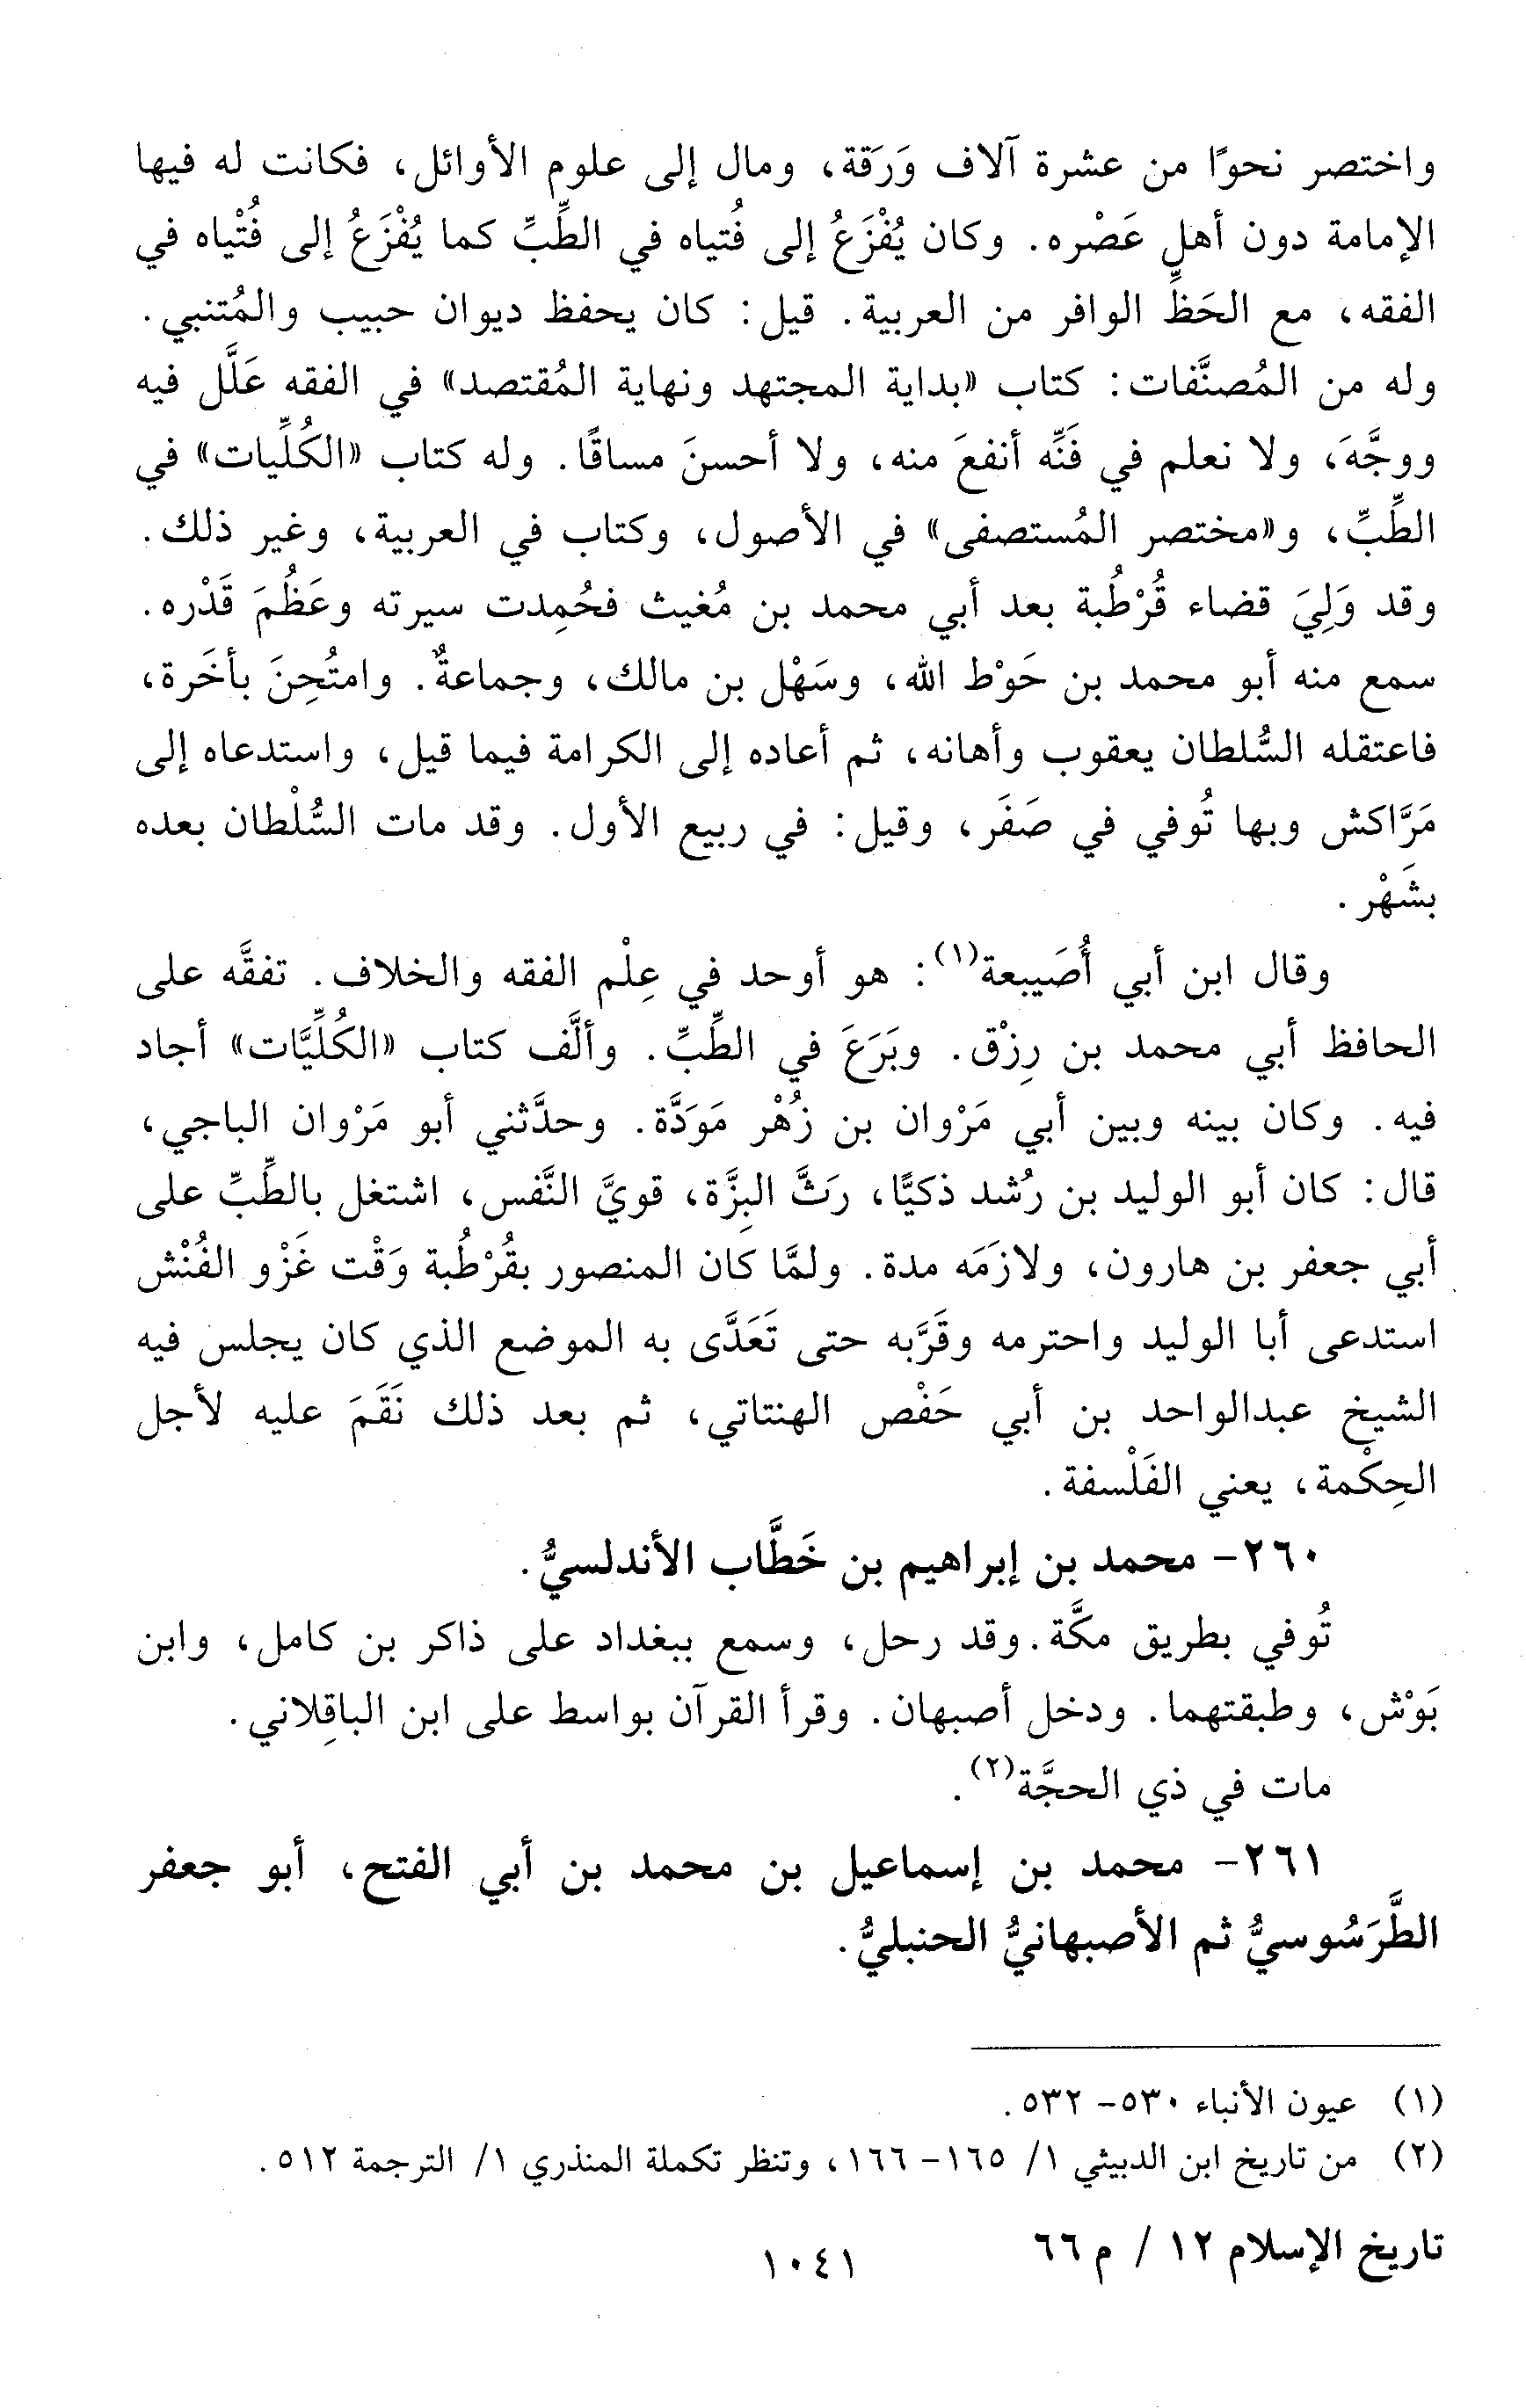 واختصر نحوًا من عشرة آلاف وَرَقة، ومال إلى علوم الأوائل، فكانت له فيها
الإمامة دون أهل عَصْره. وكان يُفْزَعُ إلى فُتياه في الطِّبِّ كما يُفْزَعُ إلى فُتْياه في
الفقه، مع الحَظِّ الوافر من العربية. قيل: كان يحفظ ديوان حبيب والمُتنبي.
وله من المُصنَّفات: كتاب «بداية المجتهد ونهاية المُقتصد» في الفقه عَلَّل فيه
ووجَّهَ، ولا نعلم في فَنِّه أنفعَ منه، ولا أحسنَ مساقًا. وله كتاب «الكُلِّيات» في
الطِّبِّ، و«مختصر المُستصفى» في الأصول، وكتاب في العربية، وغير ذلك.
وقد وَلِيَ قضاء قُرْطُبة بعد أبي محمد بن مُغيث فحُمِدت سيرته وعَظُمَ قَدْره.
سمع منه أبو محمد بن حَوْط الله، وسَهْل بن مالك، وجماعةٌ. وامتُحِنَ بأخَرة،
فاعتقله السُّلطان يعقوب وأهانه، ثم أعاده إلى الكرامة فيما قيل، واستدعاه إلى
مَرَّاكش وبها تُوفي في صَفَر، وقيل: في ربيع الأول. وقد مات السُّلْطان بعده
بشَهْر.
وقال ابن أبي أُصَيبعة(١): هو أوحد في عِلْم الفقه والخلاف. تفقَّه على
الحافظ أبي محمد بن رِزْق. وبَرَعَ في الطِّبِّ. وألَّف كتاب «الكُلِّيَّات» أجاد
فيه. وكان بينه وبين أبي مَرْوان بن زُهْر مَوَدَّة. وحدَّثني أبو مَرْوان الباجي،
قال: كان أبو الوليد بن رُشد ذكيًّا، رَثَّ البِزَّة، قويَّ النَّفس، اشتغل بالطِّبِّ على
أبي جعفر بن هارون، ولازَمَه مدة. ولمَّا كان المنصور بقُرْطُبة وَقْت غَزْو الفُنْش
استدعى أبا الوليد واحترمه وقَرَّبه حتى تَعَدَّى به الموضع الذي كان يجلس فيه
الشيخ عبدالواحد بن أبي حَفْص الهنتاتي، ثم بعد ذلك نَقَمَ عليه لأجل
الحِكْمة، يعني الفَلْسفة.
٢٦٠- محمد بن إبراهيم بن خَطَّاب الأندلسيُّ.
تُوفي بطريق مكَّة. وقد رحل، وسمع ببغداد على ذاكر بن كامل، وابن
بَوْش، وطبقتهما. ودخل أصبهان. وقرأ القرآن بواسط على ابن الباقِلاني.
مات في ذي الحجَّة(٢).
٢٦١- محمد بن إسماعيل بن محمد بن أبي الفتح، أبو جعفر
الطَّرَسُوسيُّ ثم الأصبهانيُّ الحنبليُّ.
(١) عيون الأنباء ٥٣٠- ٥٣٢.
(٢) من تاريخ ابن الدبيثي ١/ ١٦٥- ١٦٦، وتنظر تكملة المنذري ١/ الترجمة ٥١٢.
تاريخ الإسلام ١٢ / م ٦٦
١٠٤١